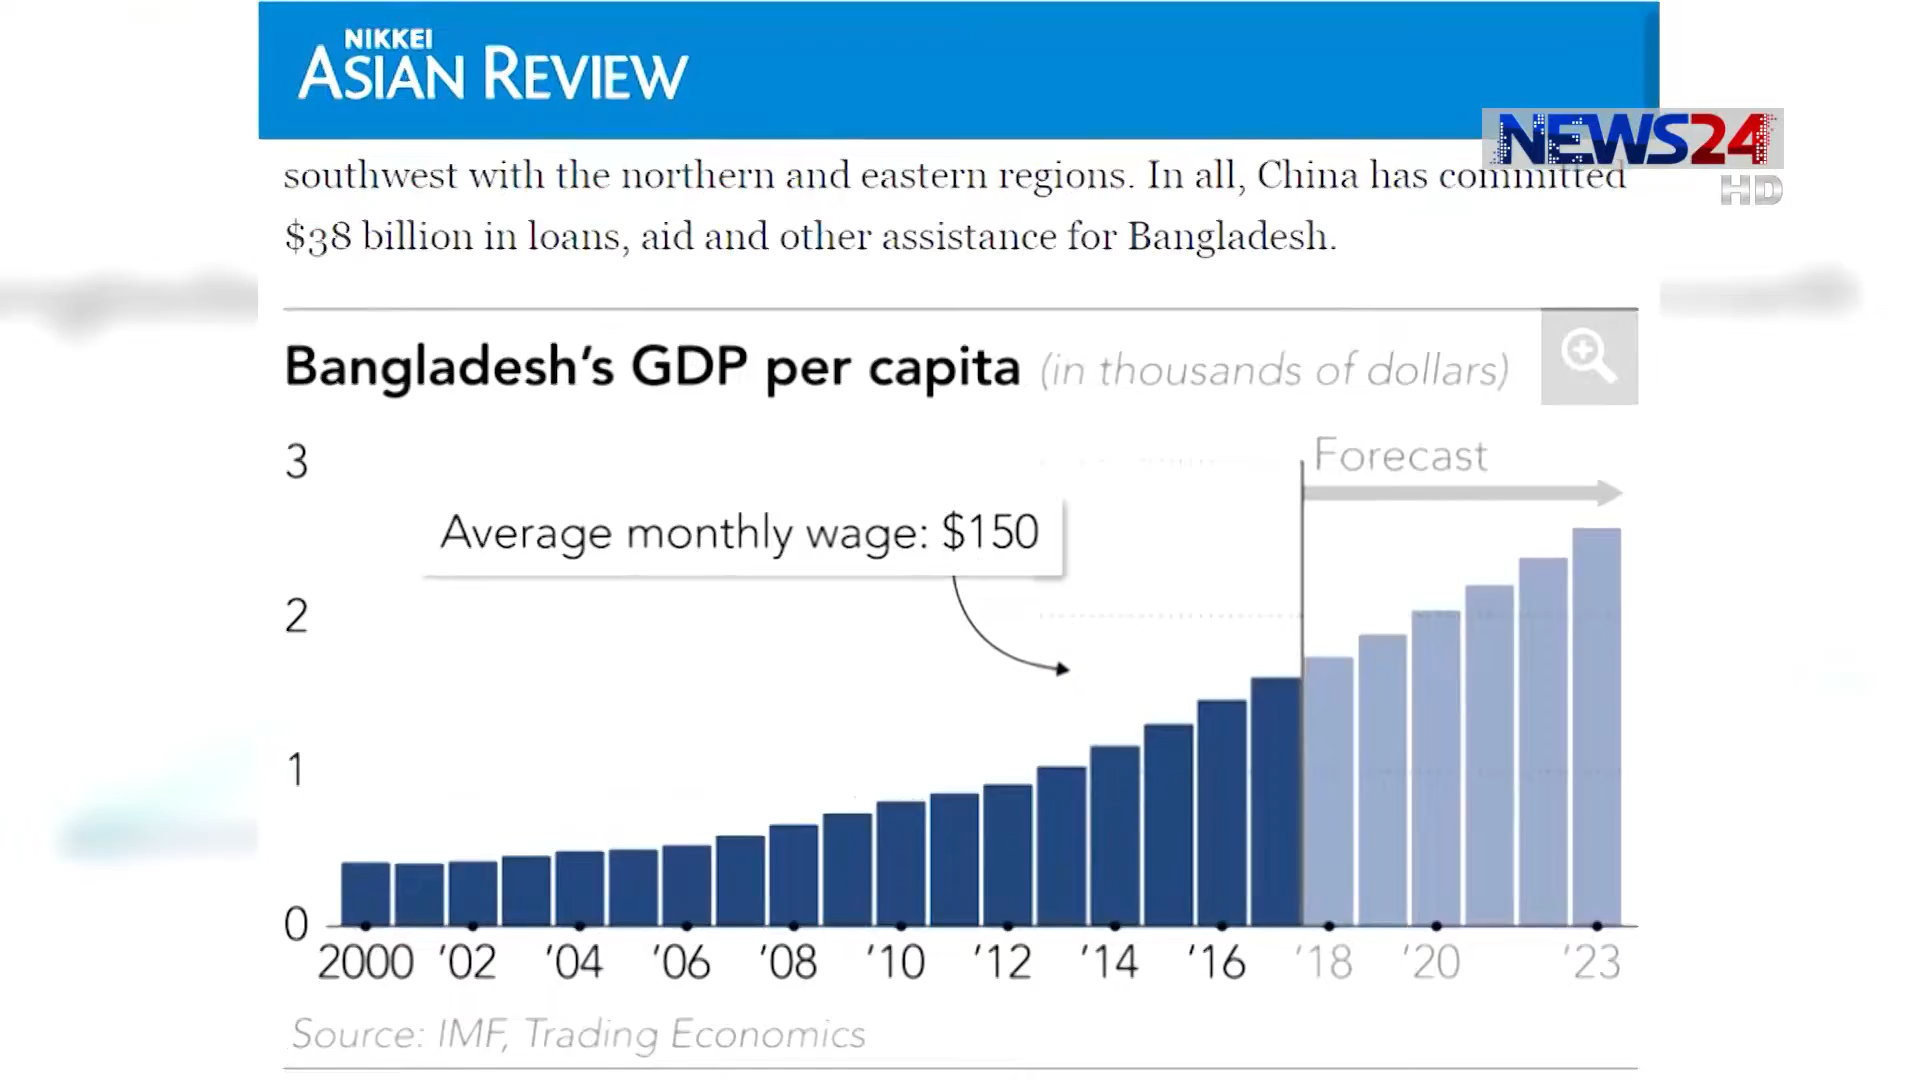 NIKKEI
ASIAN REVIEW
NEWS24
HD
southwest with the northern and eastern regions. In all, China has committed
$38 billion in loans, aid and other assistance for Bangladesh.
Bangladesh's GDP per capita (in thousands of dollars)
3
Forecast
Average monthly wage: $150
2
1
0
2000 '02 '04 '06 '08 '10 '12 '14 '16 '18 '20 '23
Source: IMF, Trading Economics